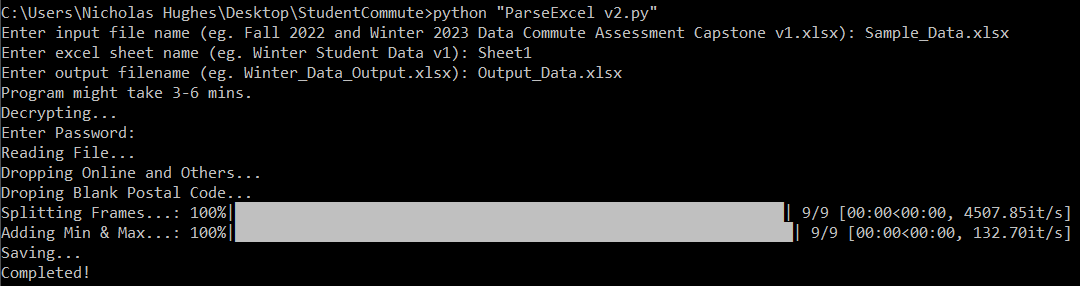 C:\Users\Nicholas Hughes\Desktop\StudentCommute>python "ParseExcel v2.py"
Enter input file name (eg. Fall 2022 and Winter 2023 Data Commute Assessment Capstone v1.xlsx): Sample_Data.xlsx
Enter excel sheet name (eg. Winter Student Data v1): Sheet1
Enter output filename (eg. Winter_Data_Output.xlsx): Output_Data.xlsx
Program might take 3-6 mins.
Decrypting...
Enter Password:
Reading File...
Dropping Online and Others...
Droping Blank Postal Code...
Splitting Frames...: 100%| | 9/9 [00:00<00:00, 4507.85it/s]
Adding Min & Max...: 100%| | 9/9 [00:00<00:00, 132.70it/s]
Saving...
Completed!